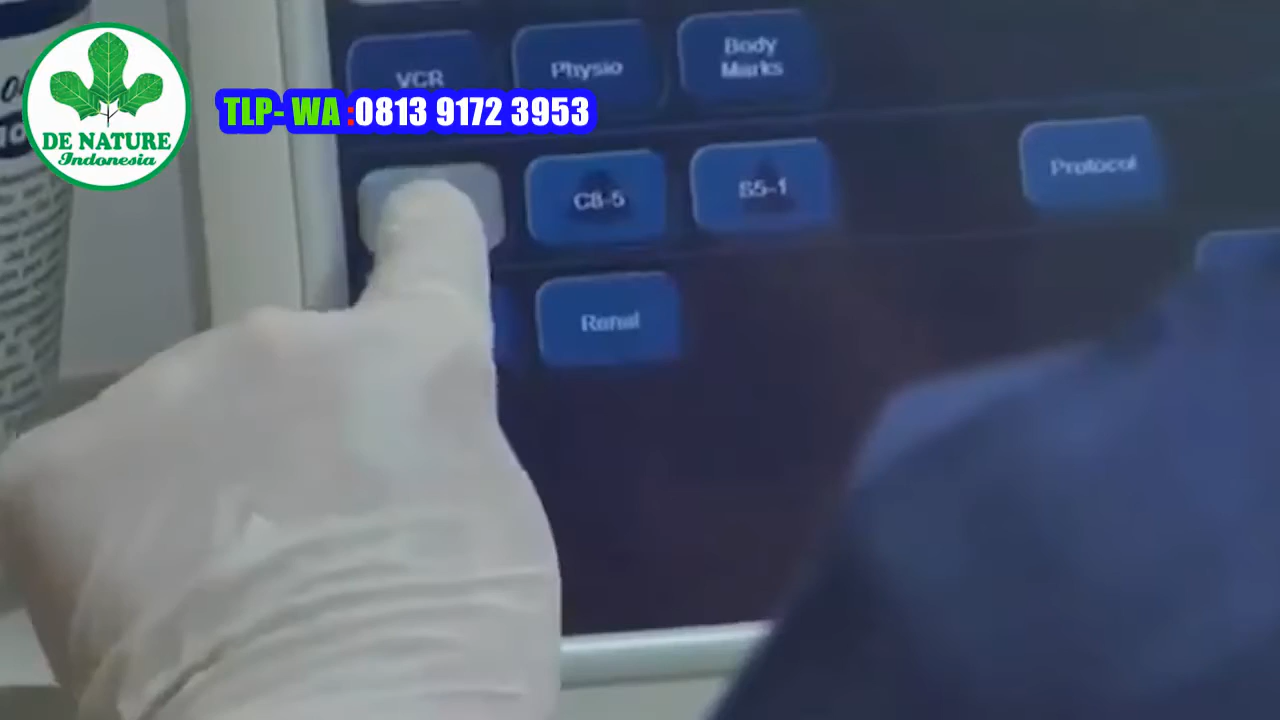 VCR
Physio
Body
Marks
DE NATURE
Indonesia
TLP- WA :0813 9172 3953
C8-5
S5-1
Protocol
Renal